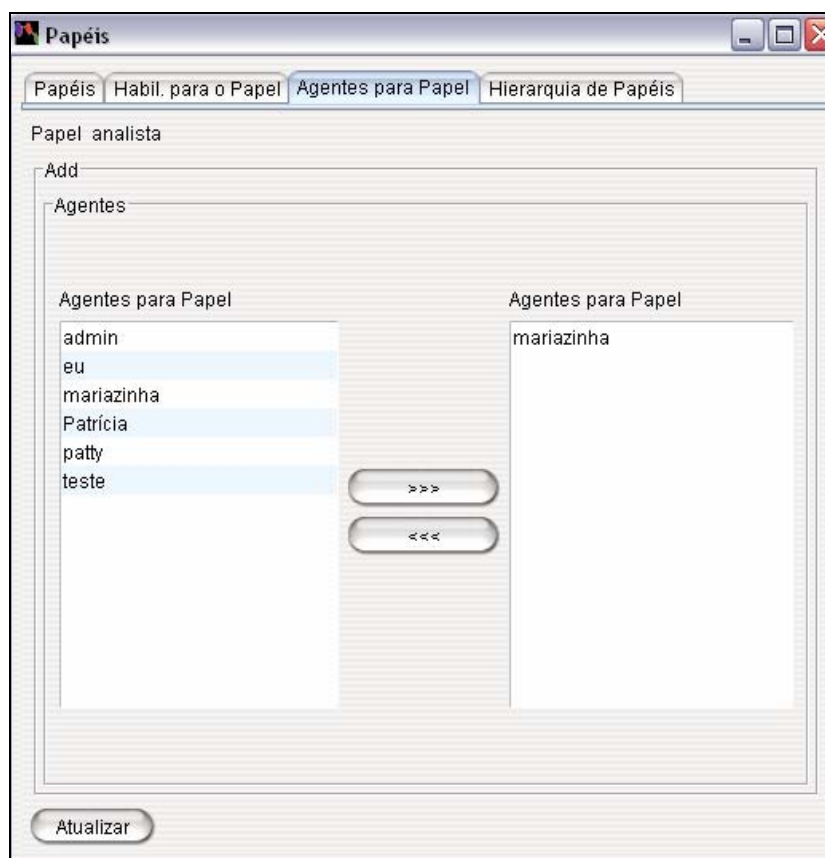 Papéis
Papéis Habil. para o Papel Agentes para Papel Hierarquia de Papéis
Papel analista
Add
Agentes
Agentes para Papel Agentes para Papel
admin mariazinha
eu
mariazinha
Patrícia
patty
teste
>>>
<<<
Atualizar